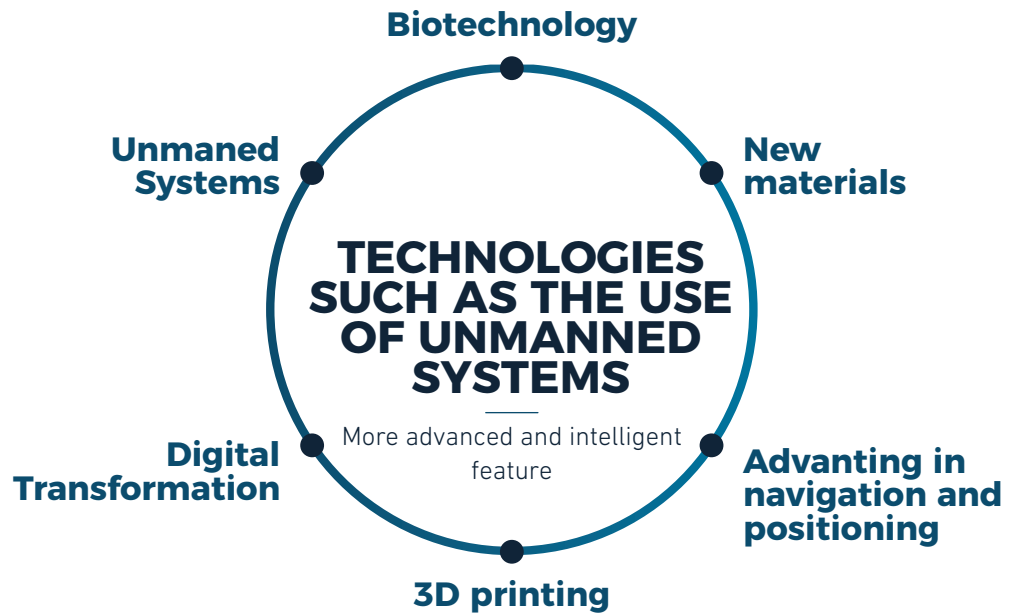 Biotechnology
Unmaned
Systems
New
materials
TECHNOLOGIES
SUCH AS THE USE
OF UNMANNED
SYSTEMS
More advanced and intelligent
feature
Digital
Transformation
Advanting in
navigation and
positioning
3D printing